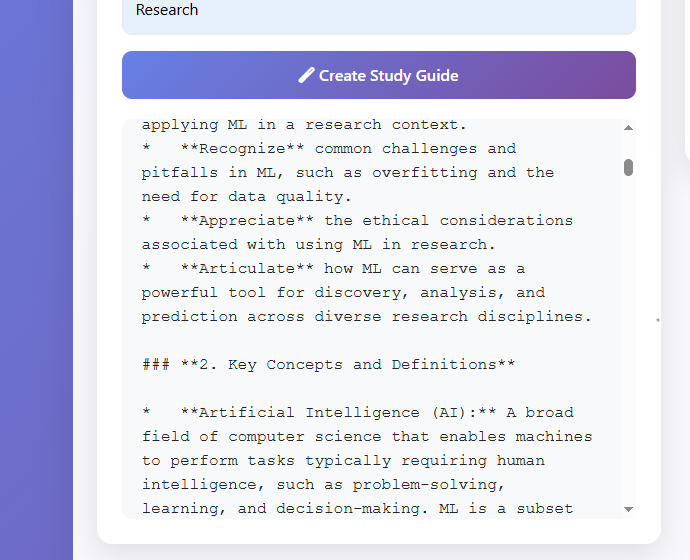 Research
Create Study Guide
applying ML in a research context.
*   **Recognize** common challenges and
pitfalls in ML, such as overfitting and the
need for data quality.
*   **Appreciate** the ethical considerations
associated with using ML in research.
*   **Articulate** how ML can serve as a
powerful tool for discovery, analysis, and
prediction across diverse research disciplines.
### **2. Key Concepts and Definitions**
*   **Artificial Intelligence (AI):** A broad
field of computer science that enables machines
to perform tasks typically requiring human
intelligence, such as problem-solving,
learning, and decision-making. ML is a subset